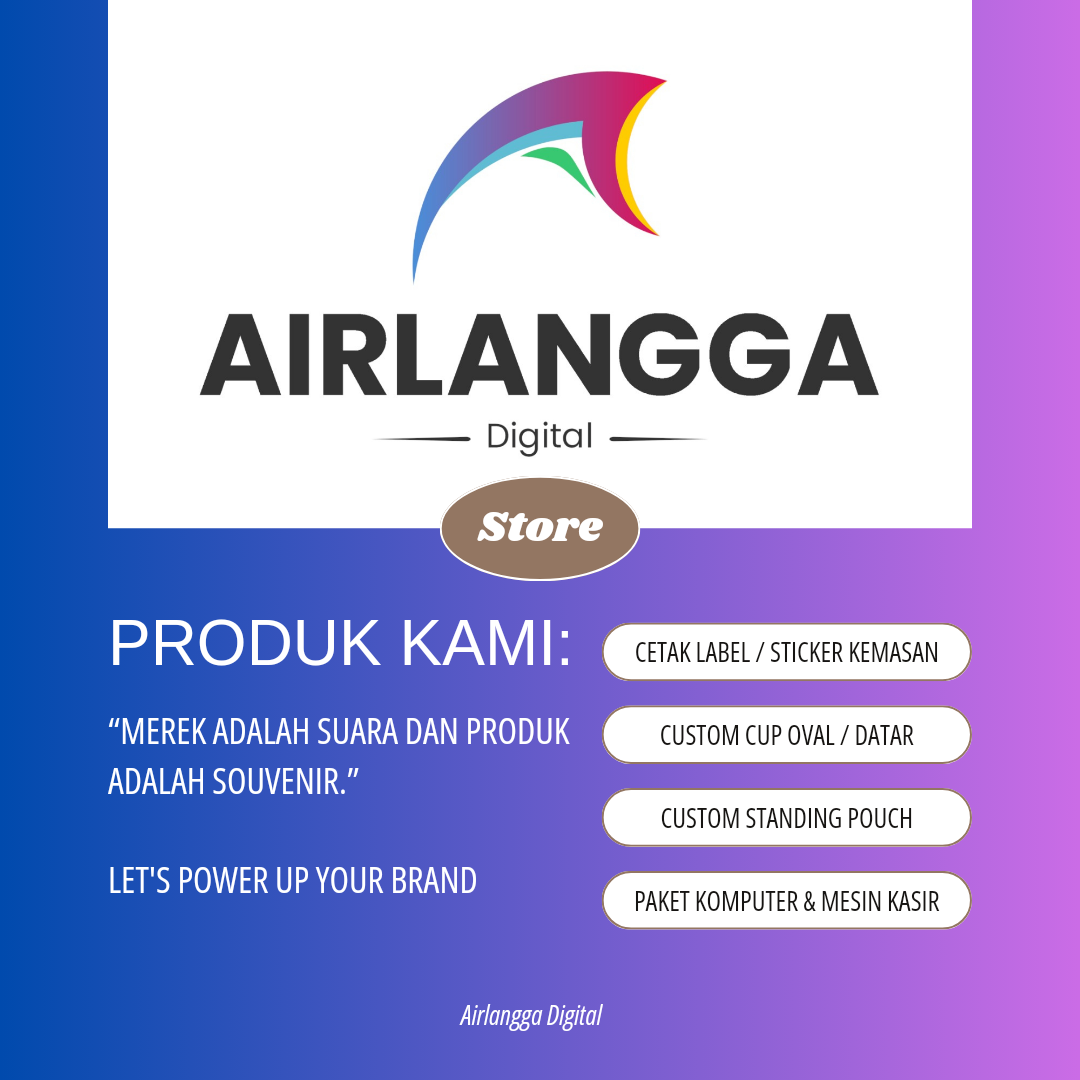 AIRLANGGA
Digital
Store
PRODUK KAMI:
“MEREK ADALAH SUARA DAN PRODUK
ADALAH SOUVENIR.”
LET'S POWER UP YOUR BRAND
CETAK LABEL / STICKER KEMASAN
CUSTOM CUP OVAL / DATAR
CUSTOM STANDING POUCH
PAKET KOMPUTER & MESIN KASIR
Airlangga Digital